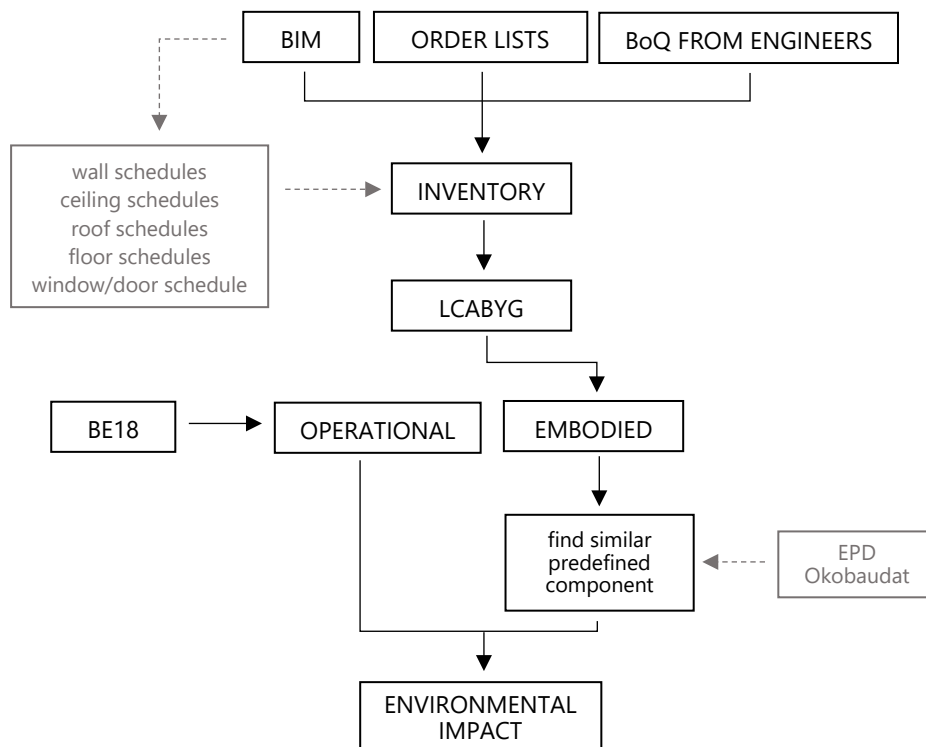 BIM
ORDER LISTS
BoQ FROM ENGINEERS
wall schedules
ceiling schedules
roof schedules
floor schedules
window/door schedule
INVENTORY
LCABYG
BE18
OPERATIONAL
EMBODIED
find similar
predefined
component
EPD
Okobaudat
ENVIRONMENTAL
IMPACT